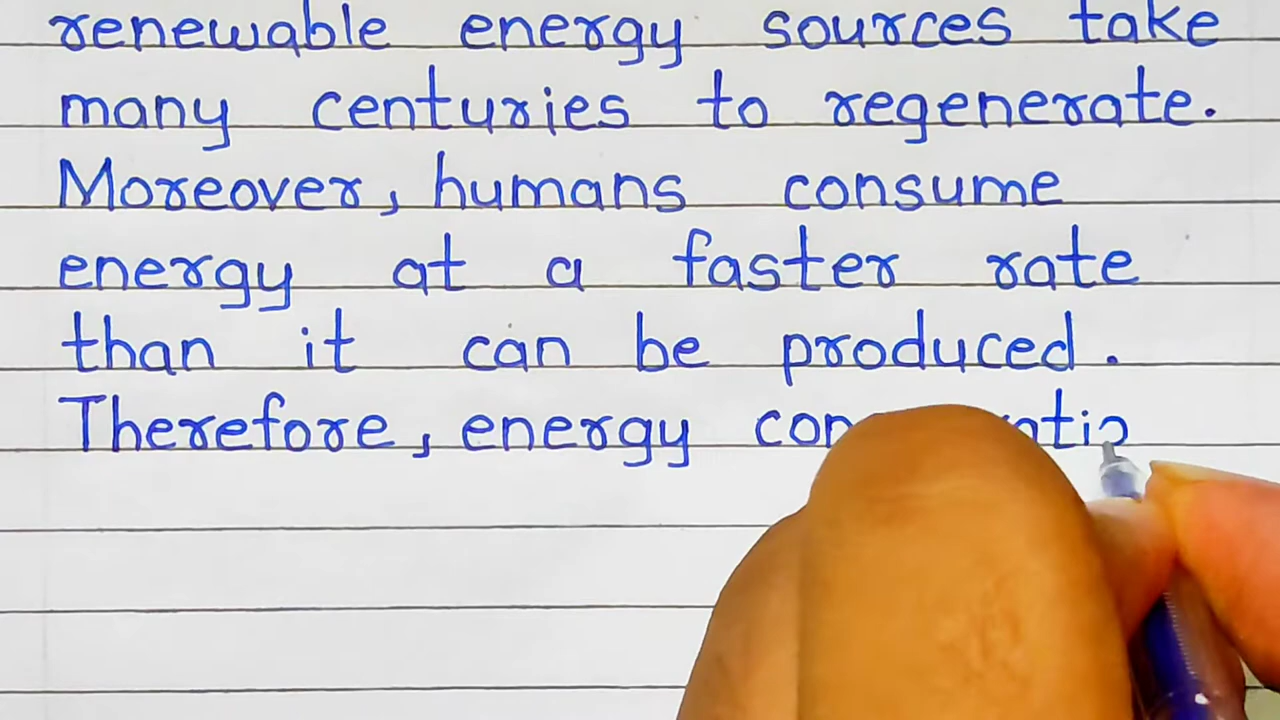 renewable energy sources take
many centuries to regenerate.
Moreover, humans consume
energy at a faster rate
than it can be produced.
Therefore, energy